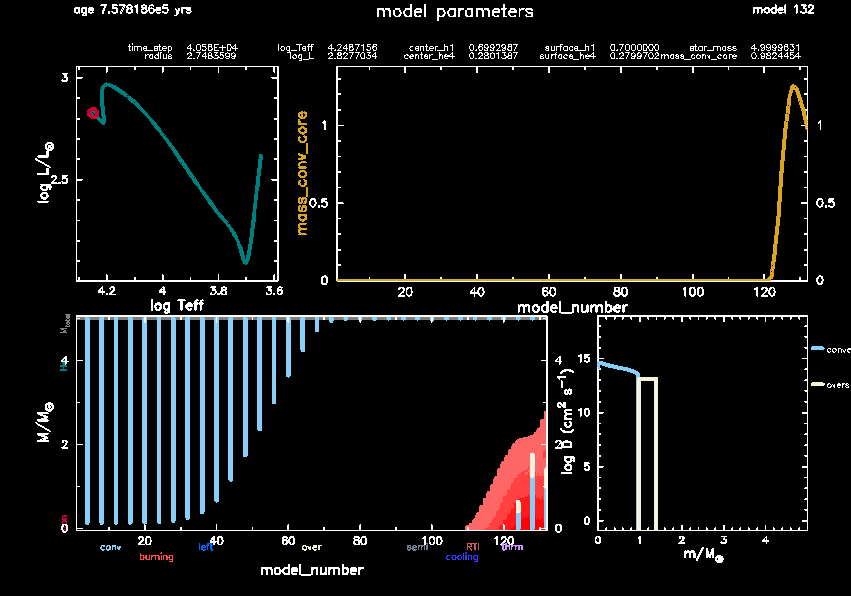 age 7.578186e5 yrs model parameters model 132
time_step 4.058E+04 log_Teff 4.2487156 center_h1 0.6992987 surface_h1 0.7000000 star_mass 4.9999631
radius 2.7483599 log_L 2.8277034 center_he4 0.2801387 surface_he4 0.2799702 mass_conv_core 0.9824454
3
2.5
log L/L⊙
4.2 4 3.8 3.6
log Teff
mass_conv_core
1
0.5
0
1
0.5
0
20 40 60 80 100 120
model_number
M_total
4
2
0
M/M⊙
4
2
0
20 40 60 80 100 120
conv left over semi RTI thrm
burning cooling
model_number
log D (cm² s⁻¹)
15
10
5
0
0 1 2 4
m/M⊙
conve
overs